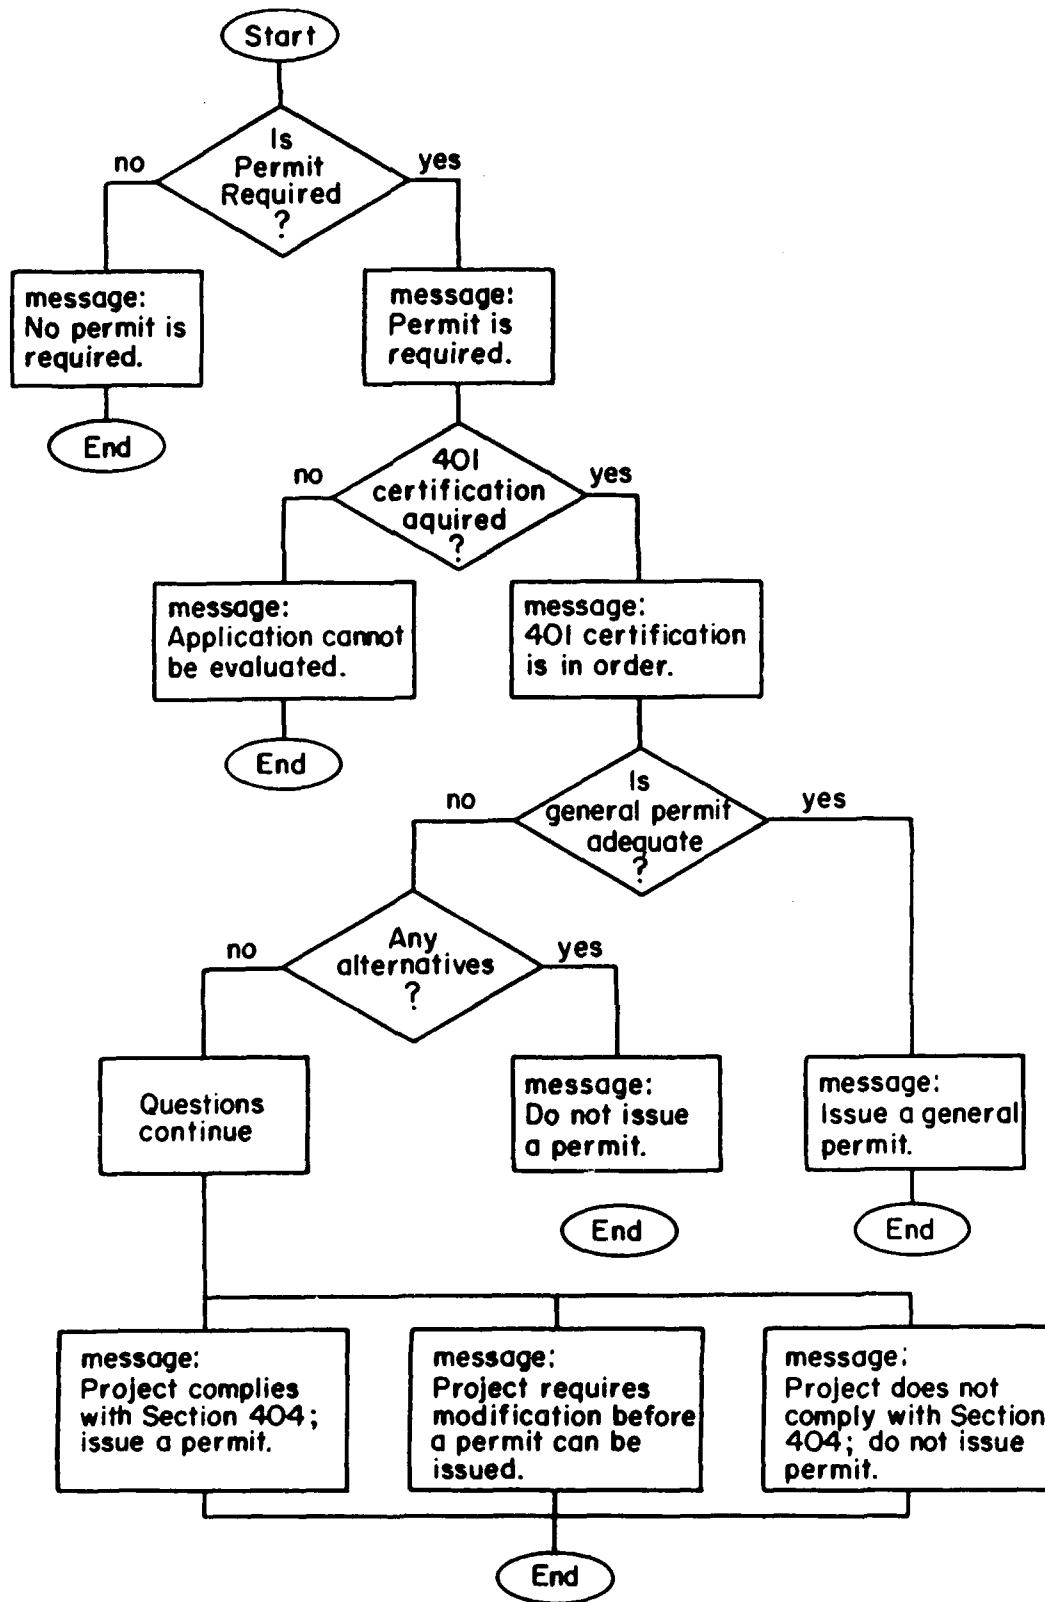 Start
Is
Permit
Required
?
no
yes
message:
No permit is
required.
message:
Permit is
required.
End
401
certification
aquired
?
no
yes
message:
Application cannot
be evaluated.
message:
401 certification
is in order.
End
Is
general permit
adequate
?
no
yes
Any
alternatives
?
no
yes
Questions
continue
message:
Do not issue
a permit.
message:
Issue a general
permit.
End
End
message:
Project complies
with Section 404;
issue a permit.
message:
Project requires
modification before
a permit can be
issued.
message:
Project does not
comply with Section
404; do not issue
permit.
End